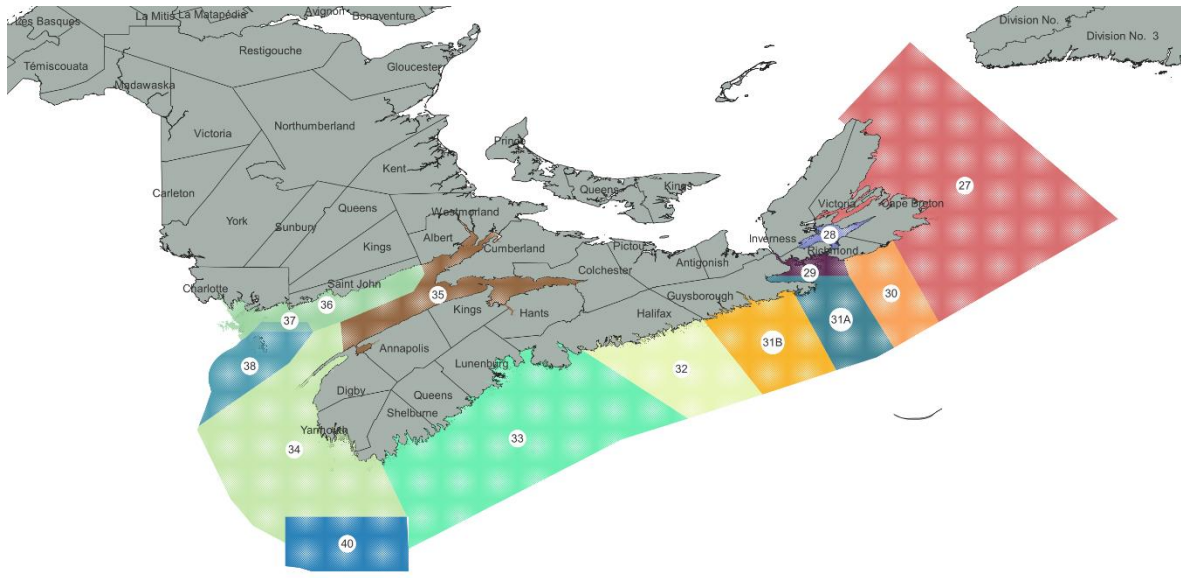 Les Basques
La Mitis
La Matapédia
Avignon
Bonaventure
Division No.
Division No. 3
Restigouche
Témiscouata
Gloucester
Madawaska
Northumberland
Victoria
Prince
Kent
Queens
Kings
27
Carleton
Queens
Victoria
Cape Breton
York
Sunbury
Westmorland
28
Kings
Albert
Cumberland
Pictou
Inverness
Richmond
Antigonish
Colchester
29
Charlotte
Saint John
36
35
Guysborough
30
37
Kings
Hants
Halifax
31A
31B
Annapolis
38
Lunenburg
32
Digby
Queens
Shelburne
Yarmouth
33
34
40